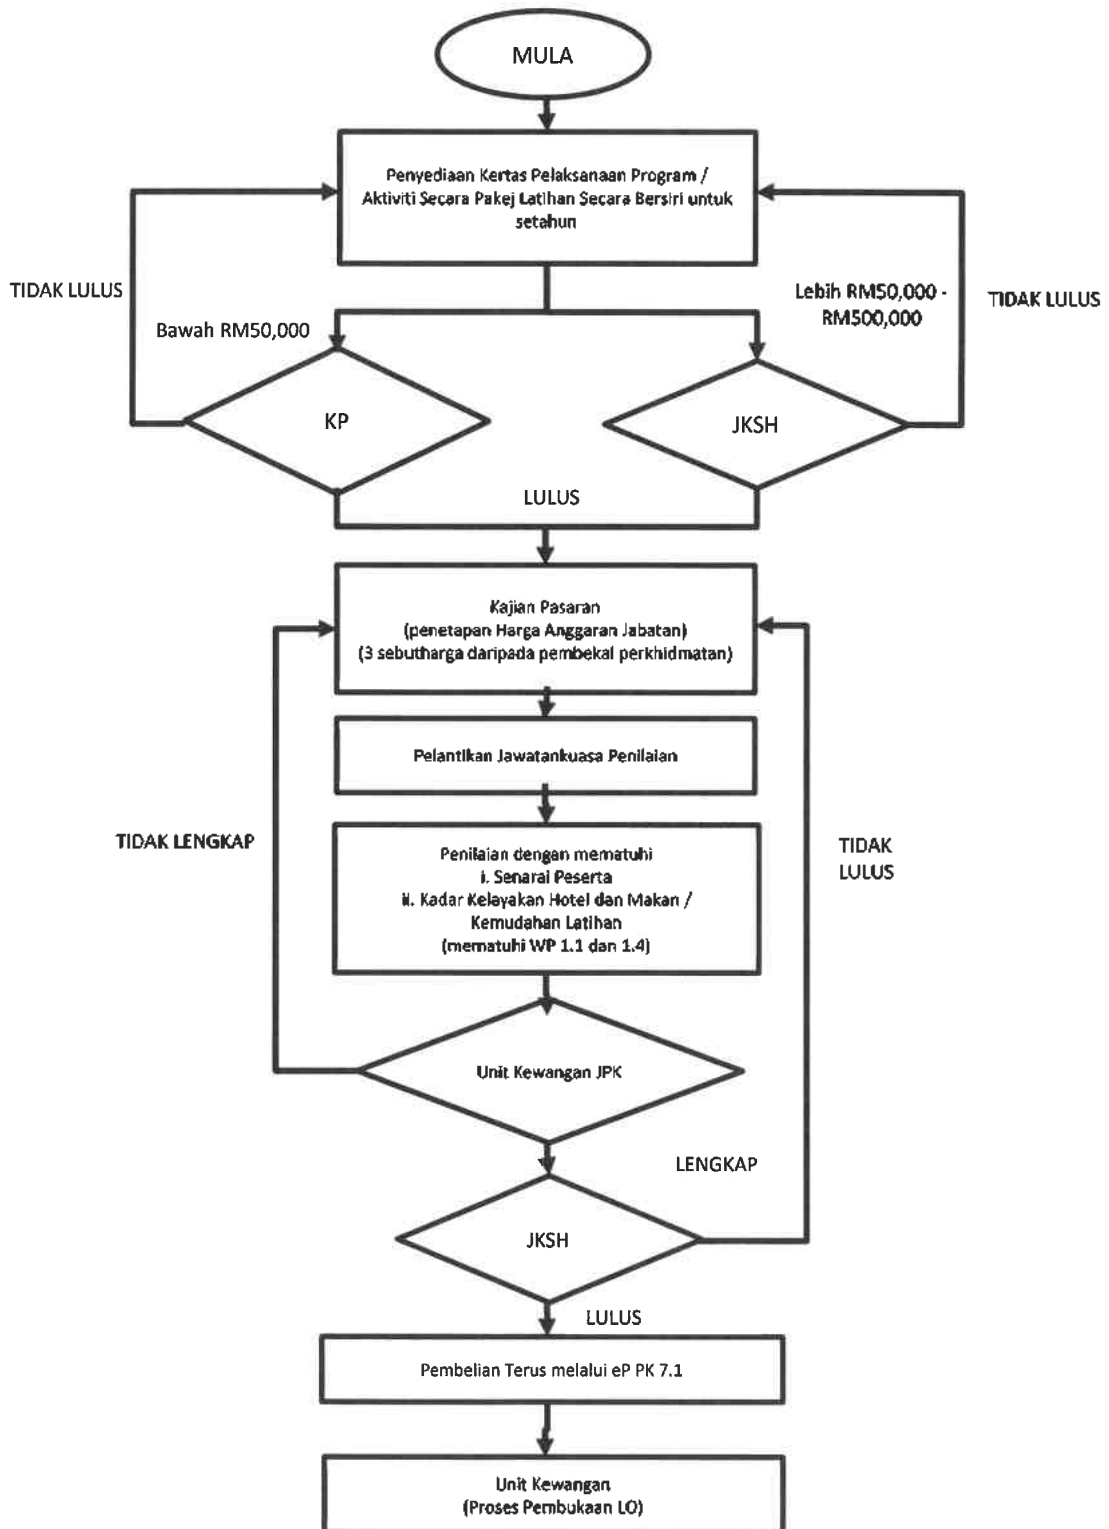 MULA
Penyediaan Kertas Pelaksanaan Program /
Aktiviti Secara Pakej Latihan Secara Bersiri untuk
setahun
TIDAK LULUS
Bawah RM50,000
Lebih RM50,000 -
RM500,000
TIDAK LULUS
KP
JKSH
LULUS
Kajian Pasaran
(penetapan Harga Anggaran Jabatan)
(3 sebutharga daripada pembekal perkhidmatan)
Pelantikan Jawatankuasa Penilaian
TIDAK LENGKAP
Penilaian dengan mematuhi
i. Senarai Peserta
ii. Kadar Kelayakan Hotel dan Makan /
Kemudahan Latihan
(mematuhi WP 1.1 dan 1.4)
TIDAK
LULUS
Unit Kewangan JPK
LENGKAP
JKSH
LULUS
Pembelian Terus melalui eP PK 7.1
Unit Kewangan
(Proses Pembukaan LO)